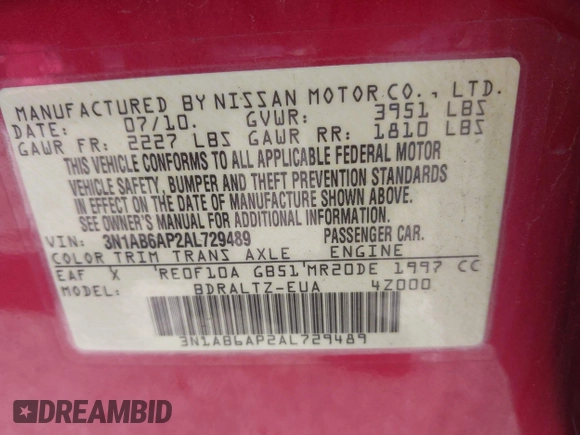 MANUFACTURED BY NISSAN MOTOR CO., LTD.
DATE: 07/10. GVWR: 3951 LBS
GAWR FR: 2227 LBS GAWR RR: 1810 LBS
THIS VEHICLE CONFORMS TO ALL APPLICABLE FEDERAL MOTOR
VEHICLE SAFETY, BUMPER AND THEFT PREVENTION STANDARDS
IN EFFECT ON THE DATE OF MANUFACTURE SHOWN ABOVE.
SEE OWNER'S MANUAL FOR ADDITIONAL INFORMATION.
VIN: 3N1AB6AP2AL729489 PASSENGER CAR.
COLOR TRIM TRANS AXLE ENGINE
EAF X 'RE0F10A GB51'MR20DE 1997 CC
MODEL: BDRALTZ-EUA 4Z000
3N1AB6AP2AL729489
DREAMBID